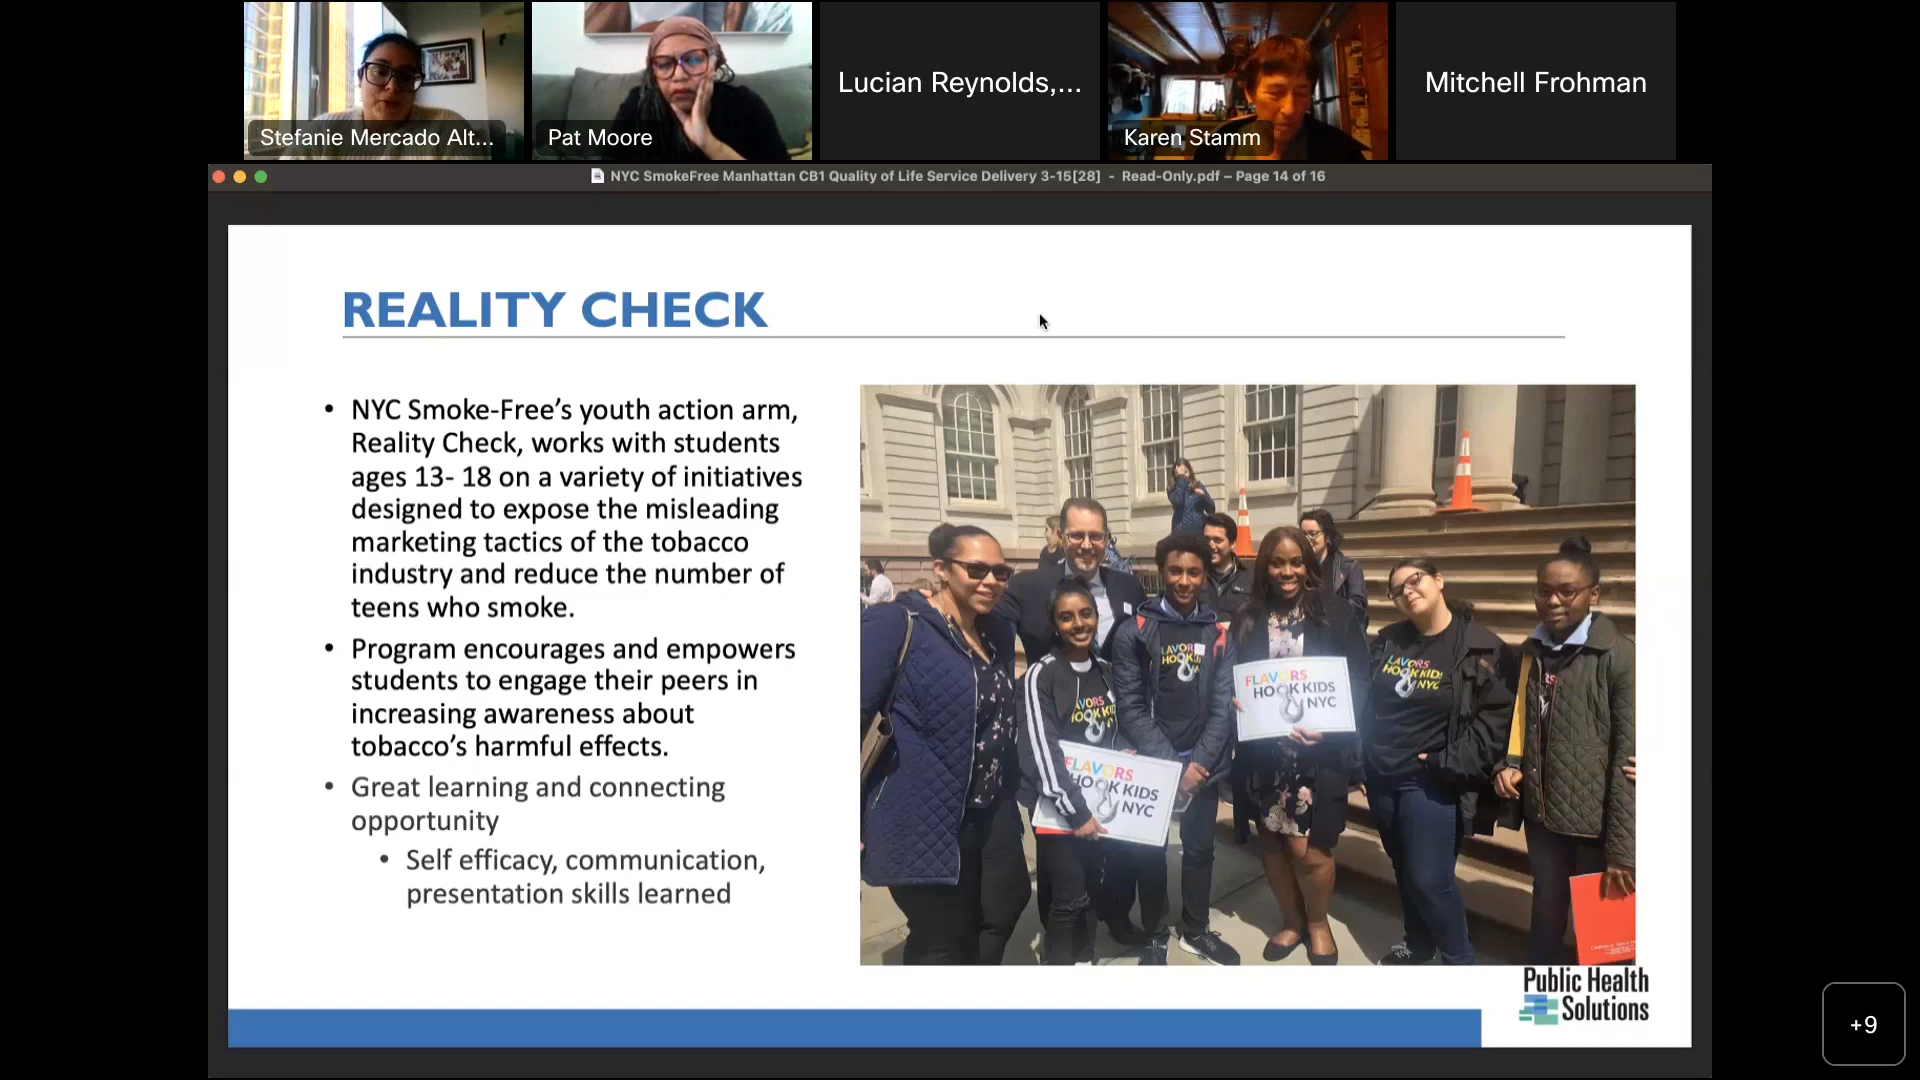 Stefanie Mercado Alt...
Pat Moore
Lucian Reynolds,...
Karen Stamm
Mitchell Frohman
NYC SmokeFree Manhattan CB1 Quality of Life Service Delivery 3-15[28] - Read-Only.pdf – Page 14 of 16
REALITY CHECK
• NYC Smoke-Free’s youth action arm,
Reality Check, works with students
ages 13- 18 on a variety of initiatives
designed to expose the misleading
marketing tactics of the tobacco
industry and reduce the number of
teens who smoke.
• Program encourages and empowers
students to engage their peers in
increasing awareness about
tobacco’s harmful effects.
• Great learning and connecting
opportunity
• Self efficacy, communication,
presentation skills learned
LAVORS
HOOK KIDS
NYC
FLAVORS
HOOK KIDS
NYC
FLAVORS
HOOK KIDS
NYC
Public Health
Solutions
+9